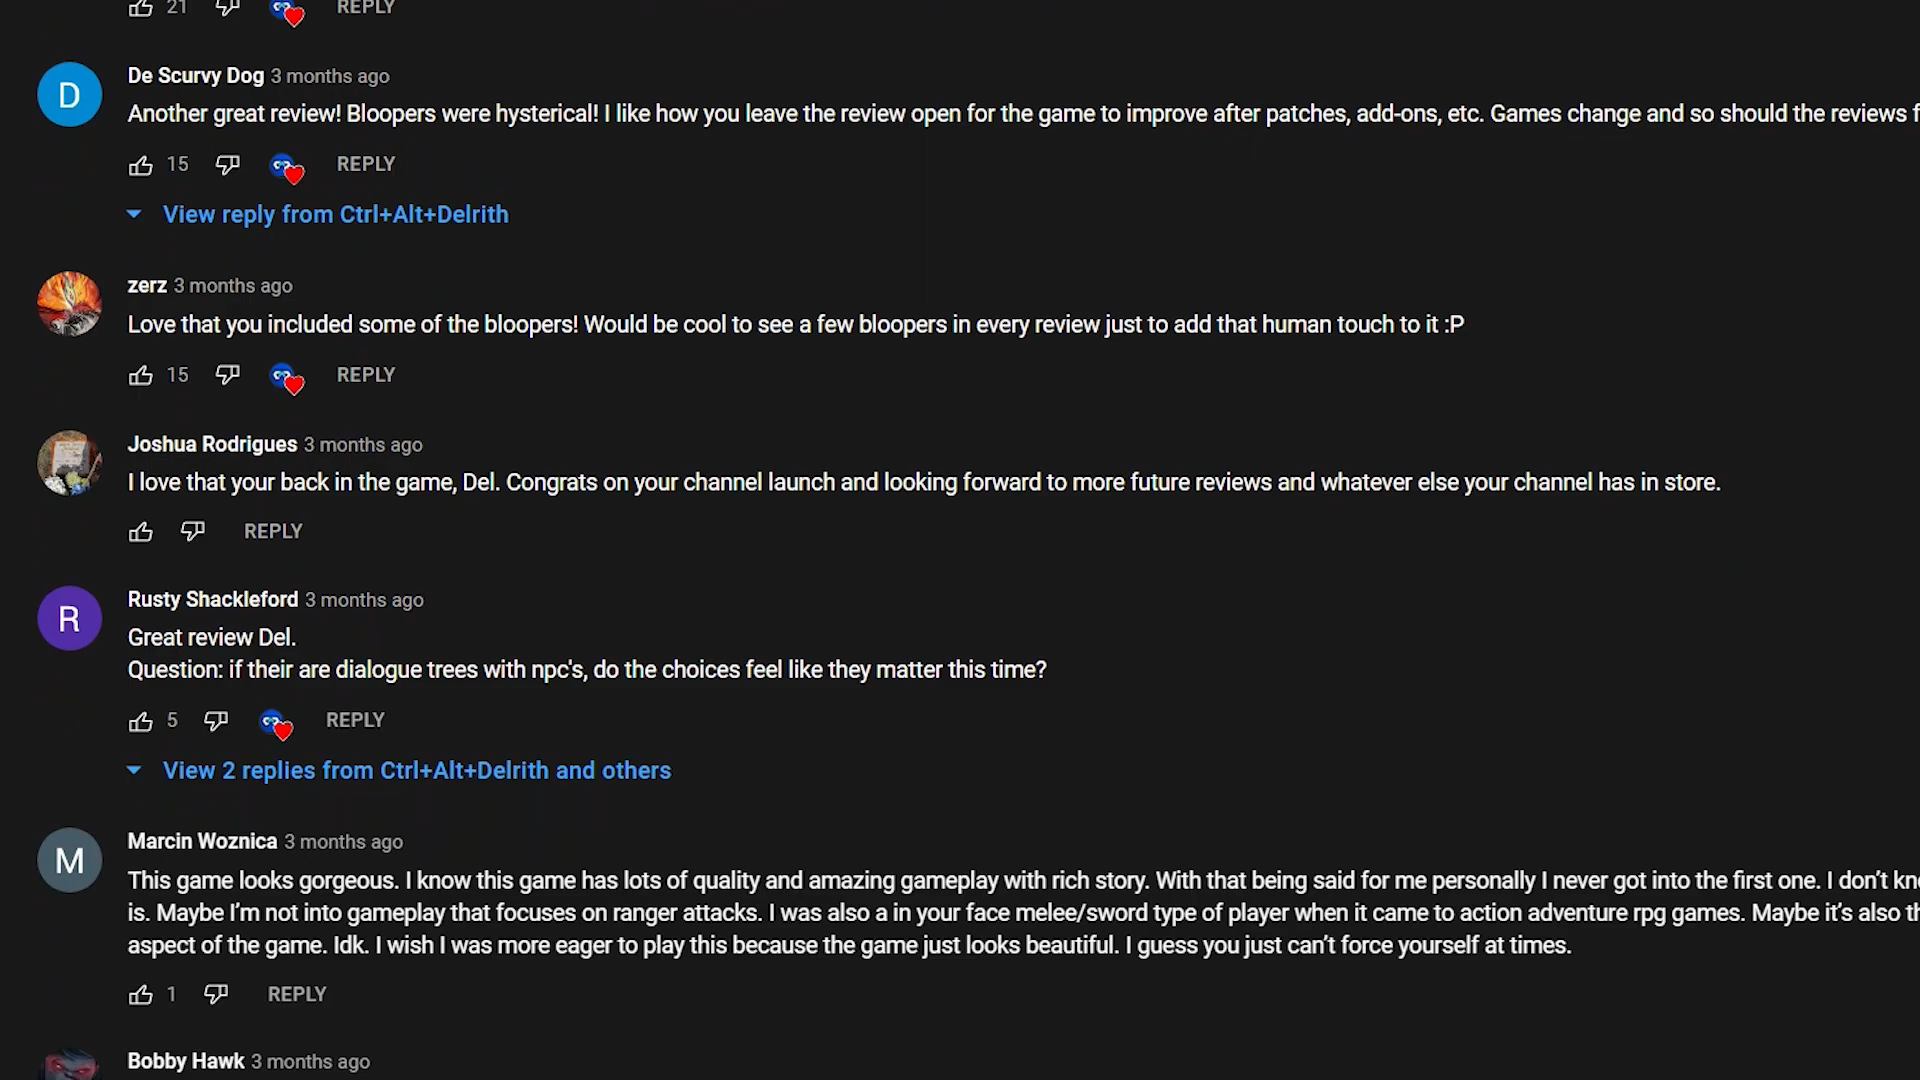 21 REPLY
D
De Scurvy Dog 3 months ago
Another great review! Bloopers were hysterical! I like how you leave the review open for the game to improve after patches, add-ons, etc. Games change and so should the reviews
15 REPLY
View reply from Ctrl+Alt+Delrith
zerz 3 months ago
Love that you included some of the bloopers! Would be cool to see a few bloopers in every review just to add that human touch to it :P
15 REPLY
Joshua Rodrigues 3 months ago
I love that your back in the game, Del. Congrats on your channel launch and looking forward to more future reviews and whatever else your channel has in store.
REPLY
R
Rusty Shackleford 3 months ago
Great review Del.
Question: if their are dialogue trees with npc's, do the choices feel like they matter this time?
5 REPLY
View 2 replies from Ctrl+Alt+Delrith and others
M
Marcin Woznica 3 months ago
This game looks gorgeous. I know this game has lots of quality and amazing gameplay with rich story. With that being said for me personally I never got into the first one. I don’t
is. Maybe I’m not into gameplay that focuses on ranger attacks. I was also a in your face melee/sword type of player when it came to action adventure rpg games. Maybe it’s also
aspect of the game. Idk. I wish I was more eager to play this because the game just looks beautiful. I guess you just can’t force yourself at times.
1 REPLY
Bobby Hawk 3 months ago